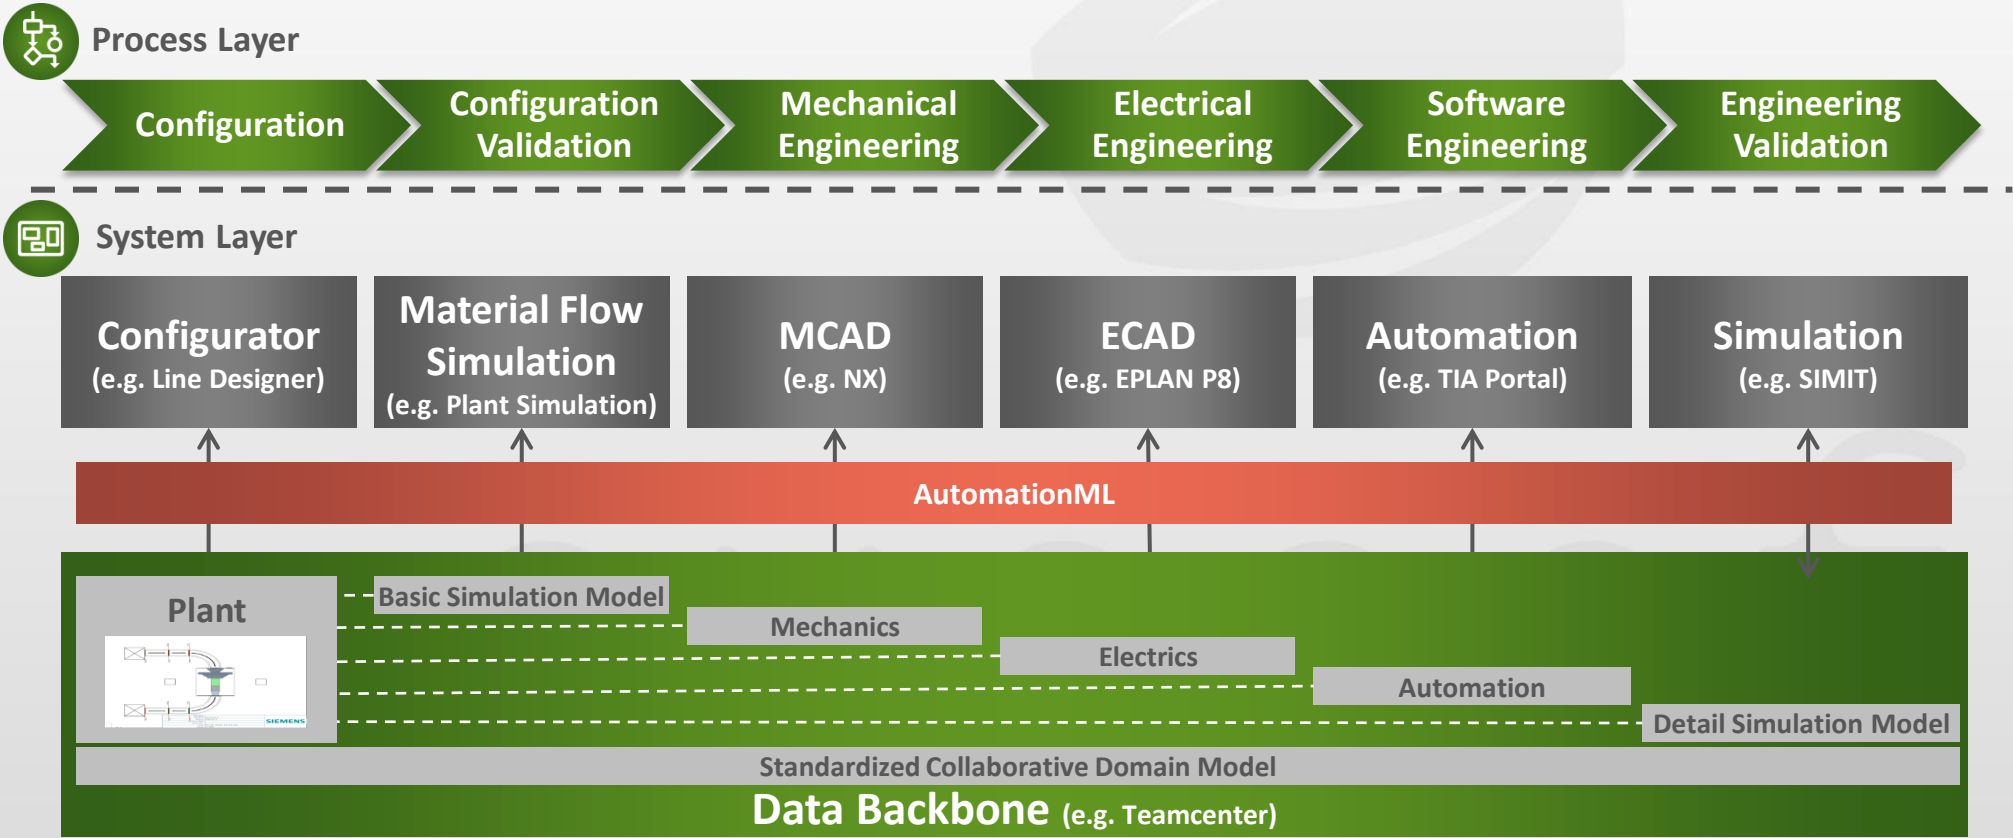 Process Layer
Configuration
Configuration
Validation
Mechanical
Engineering
Electrical
Engineering
Software
Engineering
Engineering
Validation
System Layer
Configurator
(e.g. Line Designer)
Material Flow
Simulation
(e.g. Plant Simulation)
MCAD
(e.g. NX)
ECAD
(e.g. EPLAN P8)
Automation
(e.g. TIA Portal)
Simulation
(e.g. SIMIT)
AutomationML
Plant
SIEMENS
Basic Simulation Model
Mechanics
Electrics
Automation
Detail Simulation Model
Standardized Collaborative Domain Model
Data Backbone (e.g. Teamcenter)